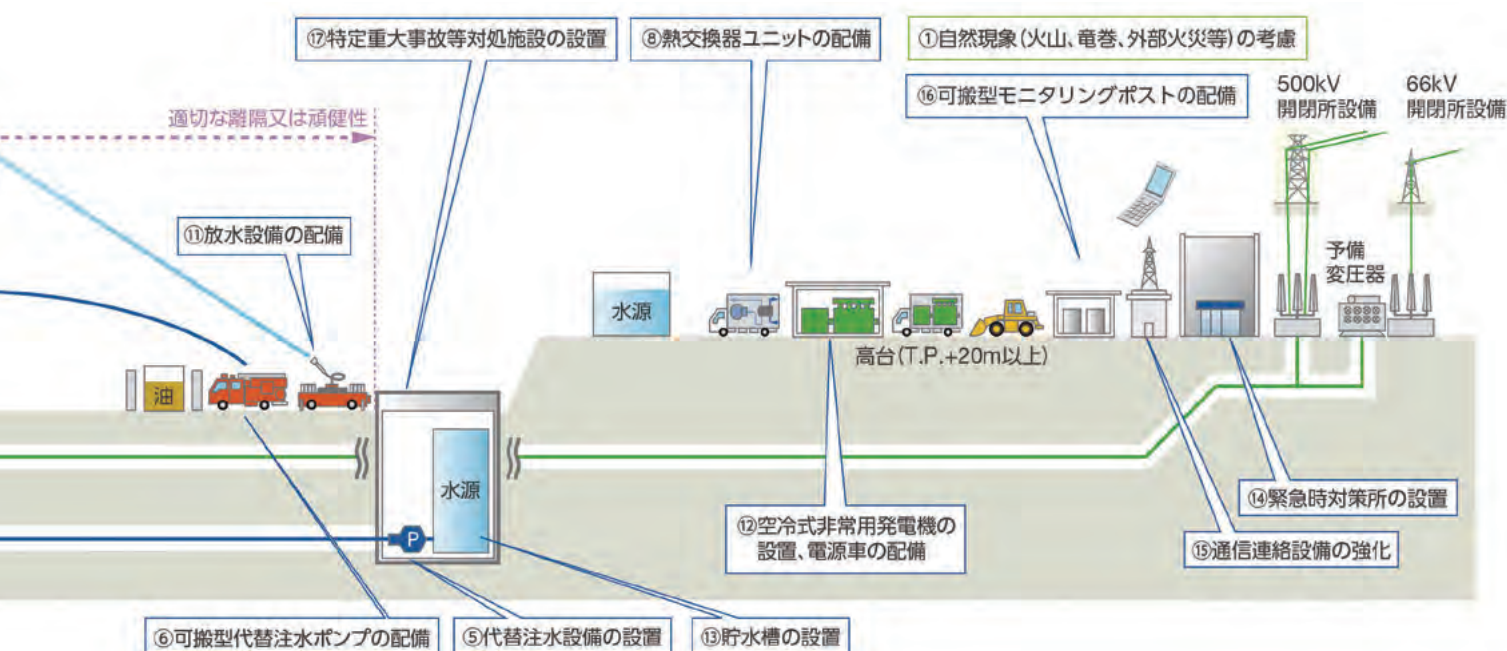 ⑰特定重大事故等対処施設の設置
⑧熱交換器ユニットの配備
①自然現象(火山、竜巻、外部火災等)の考慮
⑯可搬型モニタリングポストの配備
500kV
開閉所設備
66kV
開閉所設備
適切な離隔又は頑健性
⑪放水設備の配備
予備
変圧器
水源
高台(T.P.+20m以上)
油
水源
P
⑫空冷式非常用発電機の
設置、電源車の配備
⑭緊急時対策所の設置
⑮通信連絡設備の強化
⑥可搬型代替注水ポンプの配備
⑤代替注水設備の設置
⑬貯水槽の設置